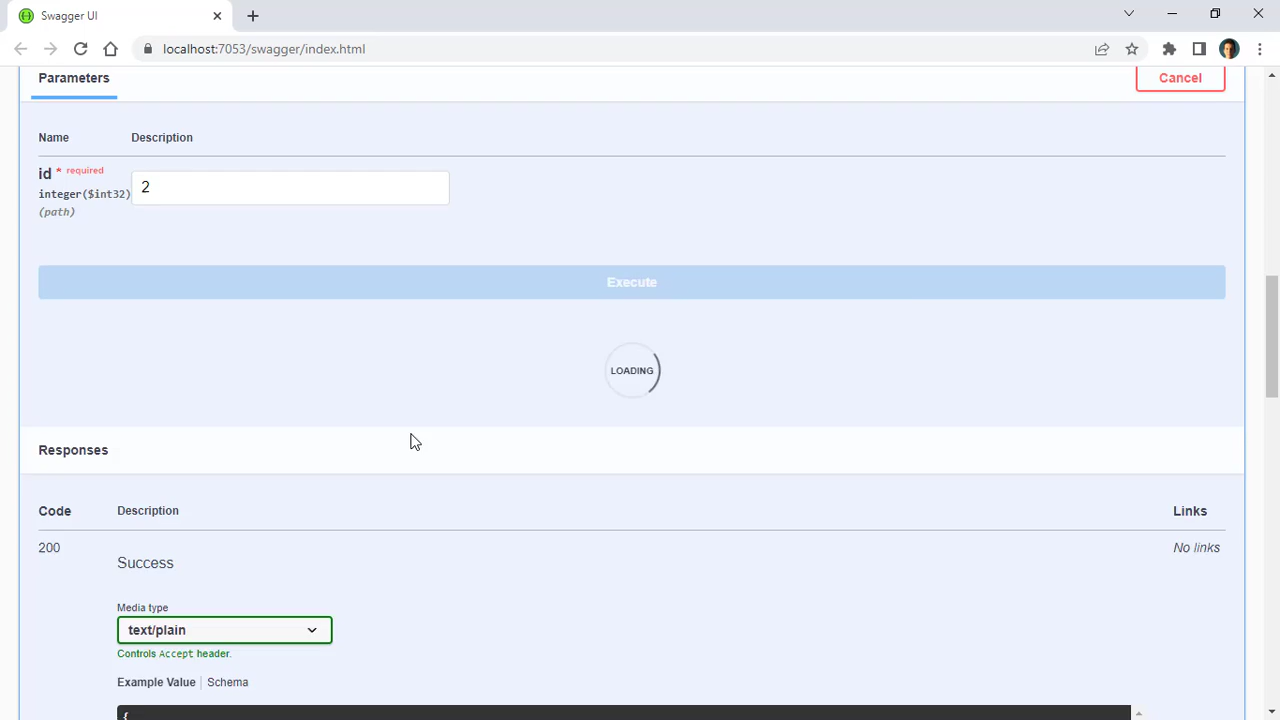 Swagger UI
localhost:7053/swagger/index.html
Parameters
Cancel
Name Description
id * required
integer($int32)
(path)
2
Execute
LOADING
Responses
Code Description Links
200 Success No links
Media type
text/plain
Controls Accept header.
Example Value Schema
{